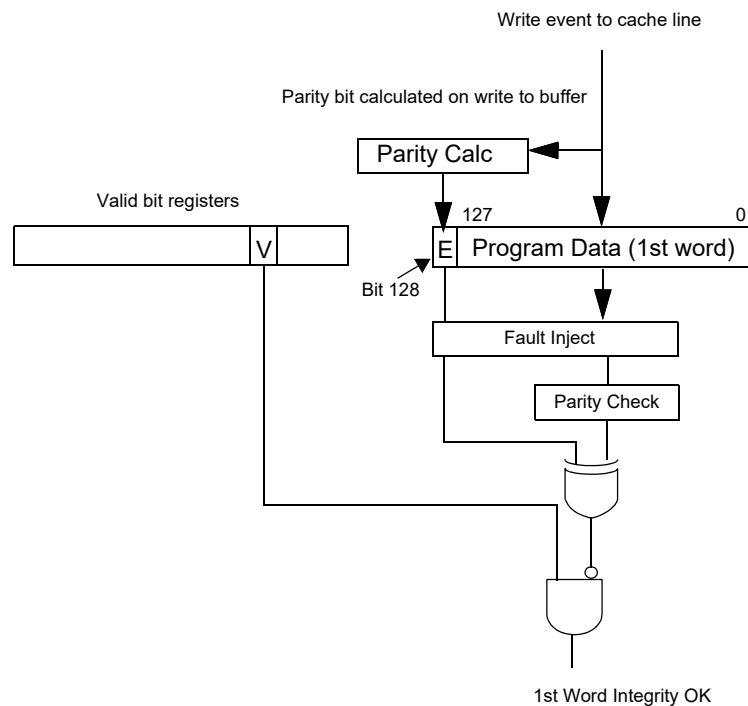 Write event to cache line
Parity bit calculated on write to buffer
Parity Calc
Valid bit registers
127
0
V
E
Program Data (1st word)
Bit 128
Fault Inject
Parity Check
1st Word Integrity OK